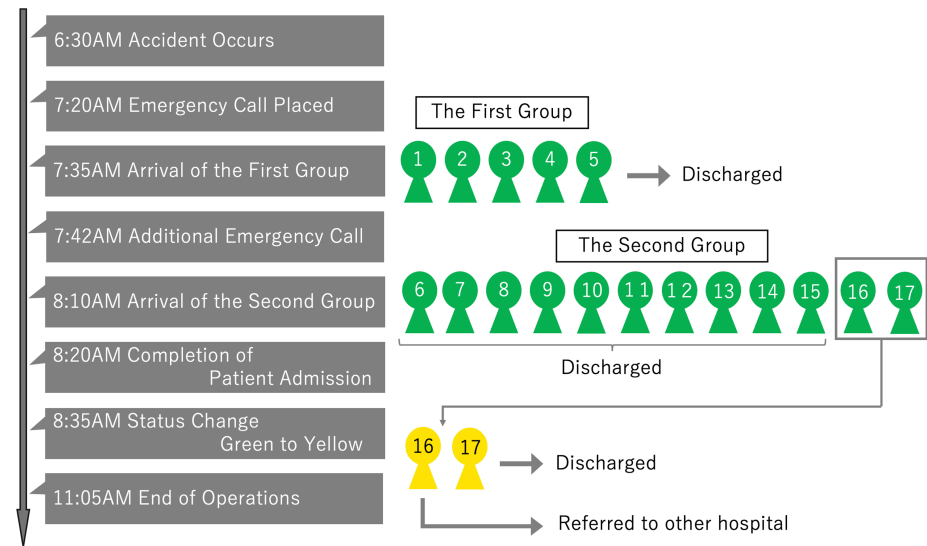 6:30AM Accident Occurs
7:20AM Emergency Call Placed
The First Group
7:35AM Arrival of the First Group
1 2 3 4 5
Discharged
7:42AM Additional Emergency Call
The Second Group
8:10AM Arrival of the Second Group
6 7 8 9 10 11 12 13 14 15 16 17
Discharged
8:20AM Completion of
Patient Admission
8:35AM Status Change
Green to Yellow
16 17
Discharged
11:05AM End of Operations
Referred to other hospital